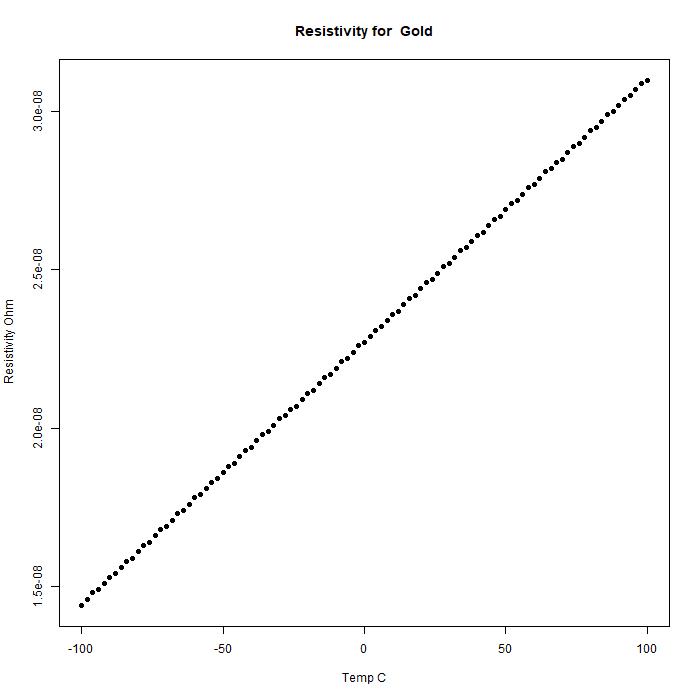 Resistivity for  Gold
3.0e-08
2.5e-08
2.0e-08
1.5e-08
Resistivity Ohm
-100
-50
0
50
100
Temp C